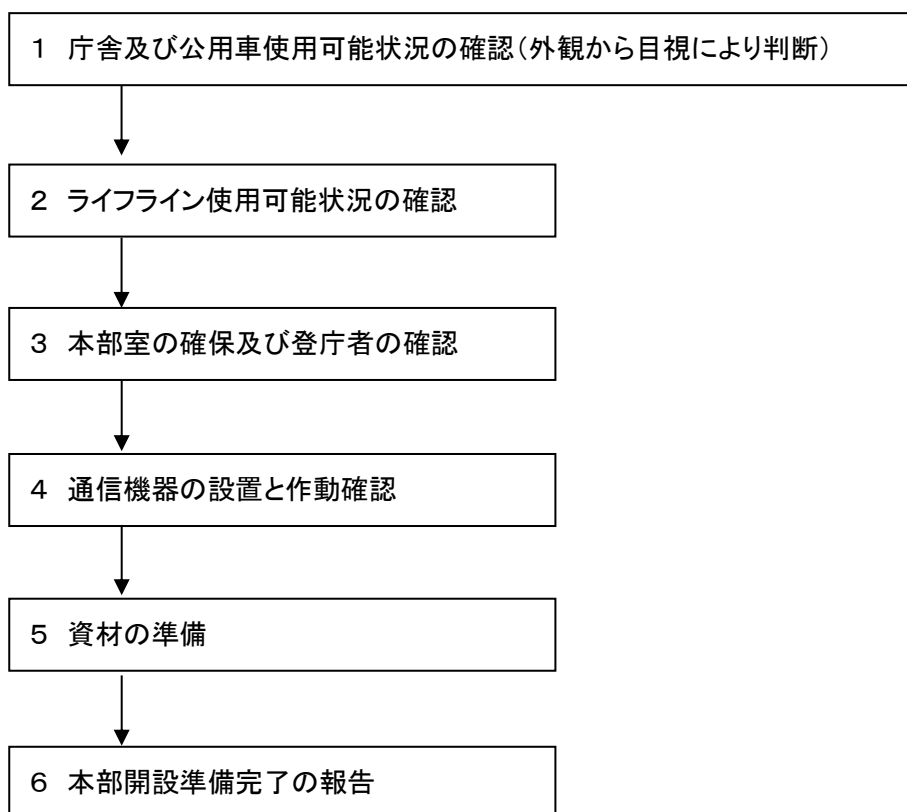 １　庁舎及び公用車使用可能状況の確認（外観から目視により判断）
２　ライフライン使用可能状況の確認
３　本部室の確保及び登庁者の確認
４　通信機器の設置と作動確認
５　資材の準備
６　本部開設準備完了の報告